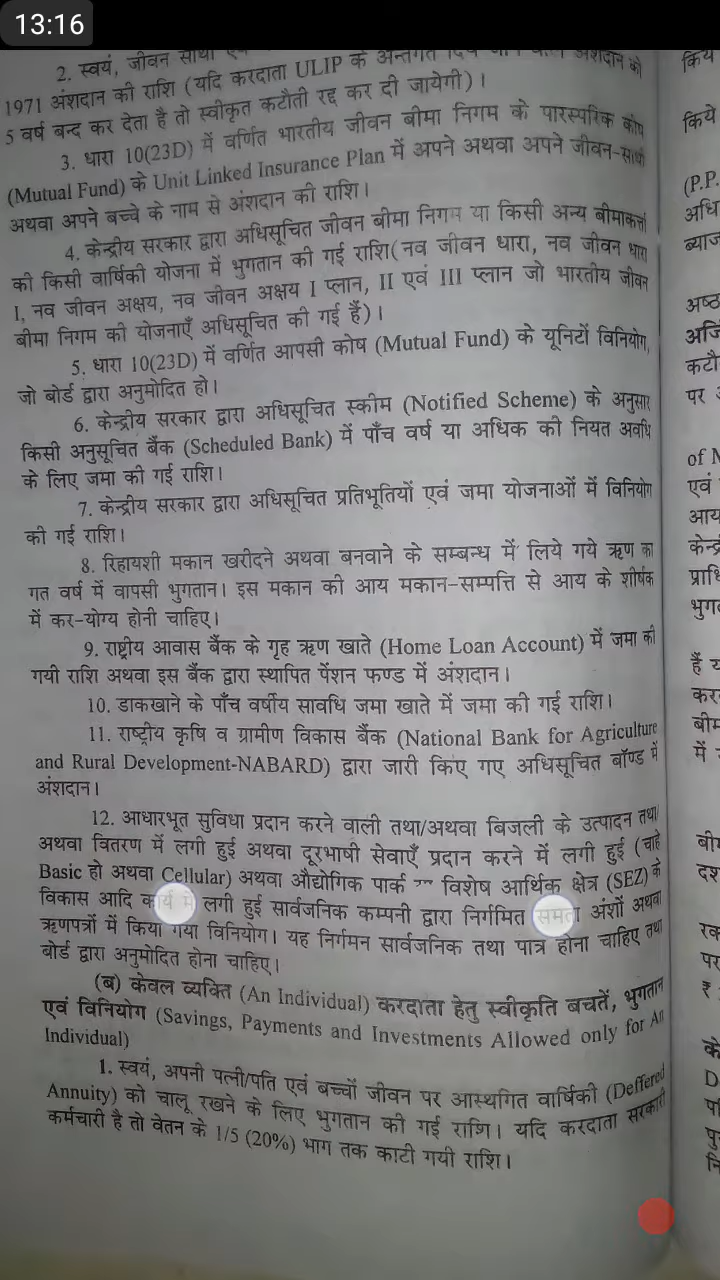 13:16
2. स्वयं, जीवन साथी
1971 अंशदान की राशि (यदि करदाता ULIP के अन्तर्गत दिये जाने वाले अंशदान को
5 वर्ष बन्द कर देता है तो स्वीकृत कटौती रद्द कर दी जायेगी)।
3. धारा 10(23D) में वर्णित भारतीय जीवन बीमा निगम के पारस्परिक कोष
(Mutual Fund) के Unit Linked Insurance Plan में अपने अथवा अपने जीवन-साथी
अथवा अपने बच्चे के नाम से अंशदान की राशि।
4. केन्द्रीय सरकार द्वारा अधिसूचित जीवन बीमा निगम या किसी अन्य बीमाकर्त्ता
की किसी वार्षिकी योजना में भुगतान की गई राशि(नव जीवन धारा, नव जीवन धारा
I, नव जीवन अक्षय, नव जीवन अक्षय I प्लान, II एवं III प्लान जो भारतीय जीवन
बीमा निगम की योजनाएँ अधिसूचित की गई हैं)।
5. धारा 10(23D) में वर्णित आपसी कोष (Mutual Fund) के यूनिटों विनियोग,
जो बोर्ड द्वारा अनुमोदित हो।
6. केन्द्रीय सरकार द्वारा अधिसूचित स्कीम (Notified Scheme) के अनुसार
किसी अनुसूचित बैंक (Scheduled Bank) में पाँच वर्ष या अधिक की नियत अवधि
के लिए जमा की गई राशि।
7. केन्द्रीय सरकार द्वारा अधिसूचित प्रतिभूतियों एवं जमा योजनाओं में विनियोग
की गई राशि।
8. रिहायशी मकान खरीदने अथवा बनवाने के सम्बन्ध में लिये गये ऋण का
गत वर्ष में वापसी भुगतान। इस मकान की आय मकान-सम्पत्ति से आय के शीर्षक
में कर-योग्य होनी चाहिए।
9. राष्ट्रीय आवास बैंक के गृह ऋण खाते (Home Loan Account) में जमा की
गयी राशि अथवा इस बैंक द्वारा स्थापित पेंशन फण्ड में अंशदान।
10. डाकखाने के पाँच वर्षीय सावधि जमा खाते में जमा की गई राशि।
11. राष्ट्रीय कृषि व ग्रामीण विकास बैंक (National Bank for Agriculture
and Rural Development-NABARD) द्वारा जारी किए गए अधिसूचित बॉण्ड में
अंशदान।
12. आधारभूत सुविधा प्रदान करने वाली तथा/अथवा बिजली के उत्पादन तथा/
अथवा वितरण में लगी हुई अथवा दूरभाषी सेवाएँ प्रदान करने में लगी हुई (चाहे
Basic हो अथवा Cellular) अथवा औद्योगिक पार्क विशेष आर्थिक क्षेत्र (SEZ) के
विकास आदि कार्य में लगी हुई सार्वजनिक कम्पनी द्वारा निर्गमित समता अंशों अथवा
ऋणपत्रों में किया गया विनियोग। यह निर्गमन सार्वजनिक तथा पात्र होना चाहिए तथा
बोर्ड द्वारा अनुमोदित होना चाहिए।
(ब) केवल व्यक्ति (An Individual) करदाता हेतु स्वीकृति बचतें, भुगतान
एवं विनियोग (Savings, Payments and Investments Allowed only for An
Individual)
1. स्वयं, अपनी पत्नी/पति एवं बच्चों जीवन पर आस्थगित वार्षिकी (Deffered
Annuity) को चालू रखने के लिए भुगतान की गई राशि। यदि करदाता सरकारी
कर्मचारी है तो वेतन के 1/5 (20%) भाग तक काटी गयी राशि।
किये
किये
(P.P.
अधि
ब्याज
अष्ठ
अर्जि
कटौ
पर
of
एवं
आय
केन्द्र
प्राधि
भुग
हैं
कर
बीम
में
बी
दश
रक
पर
₹
के
D
पि
पु
नि